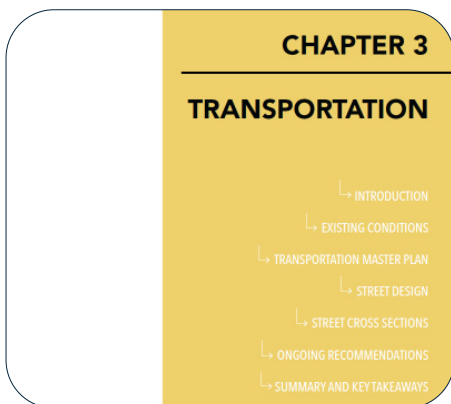 CHAPTER 3
TRANSPORTATION
INTRODUCTION
EXISTING CONDITIONS
TRANSPORTATION MASTER PLAN
STREET DESIGN
STREET CROSS SECTIONS
ONGOING RECOMMENDATIONS
SUMMARY AND KEY TAKEAWAYS